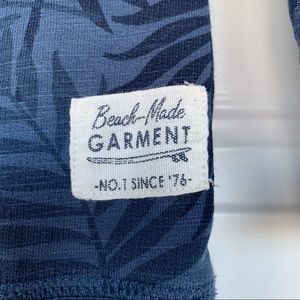 Beach-Made
GARMENT
-NO.1 SINCE '76-